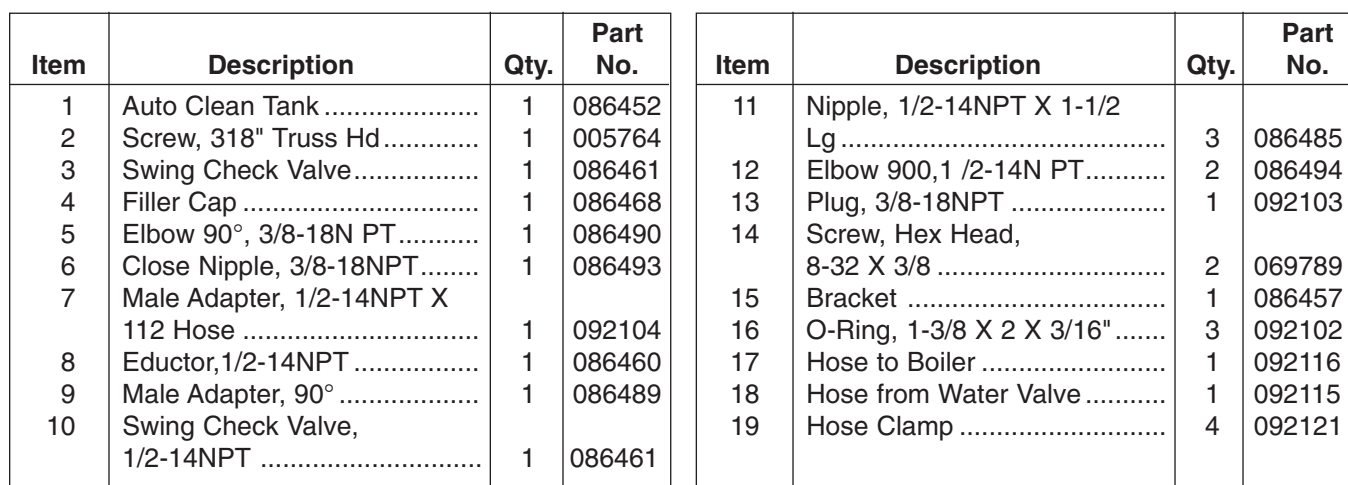 Item Description Qty. Part No.
1 Auto Clean Tank ..................... 1 086452
2 Screw, 318" Truss Hd............. 1 005764
3 Swing Check Valve................. 1 086461
4 Filler Cap ................................ 1 086468
5 Elbow 90°, 3/8-18N PT........... 1 086490
6 Close Nipple, 3/8-18NPT........ 1 086493
7 Male Adapter, 1/2-14NPT X
112 Hose ................................ 1 092104
8 Eductor,1/2-14NPT ................. 1 086460
9 Male Adapter, 90° ................... 1 086489
10 Swing Check Valve,
1/2-14NPT .............................. 1 086461
Item Description Qty. Part No.
11 Nipple, 1/2-14NPT X 1-1/2
Lg ............................................ 3 086485
12 Elbow 900,1 /2-14N PT........... 2 086494
13 Plug, 3/8-18NPT ..................... 1 092103
14 Screw, Hex Head,
8-32 X 3/8 ............................... 2 069789
15 Bracket ................................... 1 086457
16 O-Ring, 1-3/8 X 2 X 3/16"....... 3 092102
17 Hose to Boiler ......................... 1 092116
18 Hose from Water Valve ........... 1 092115
19 Hose Clamp ............................ 4 092121